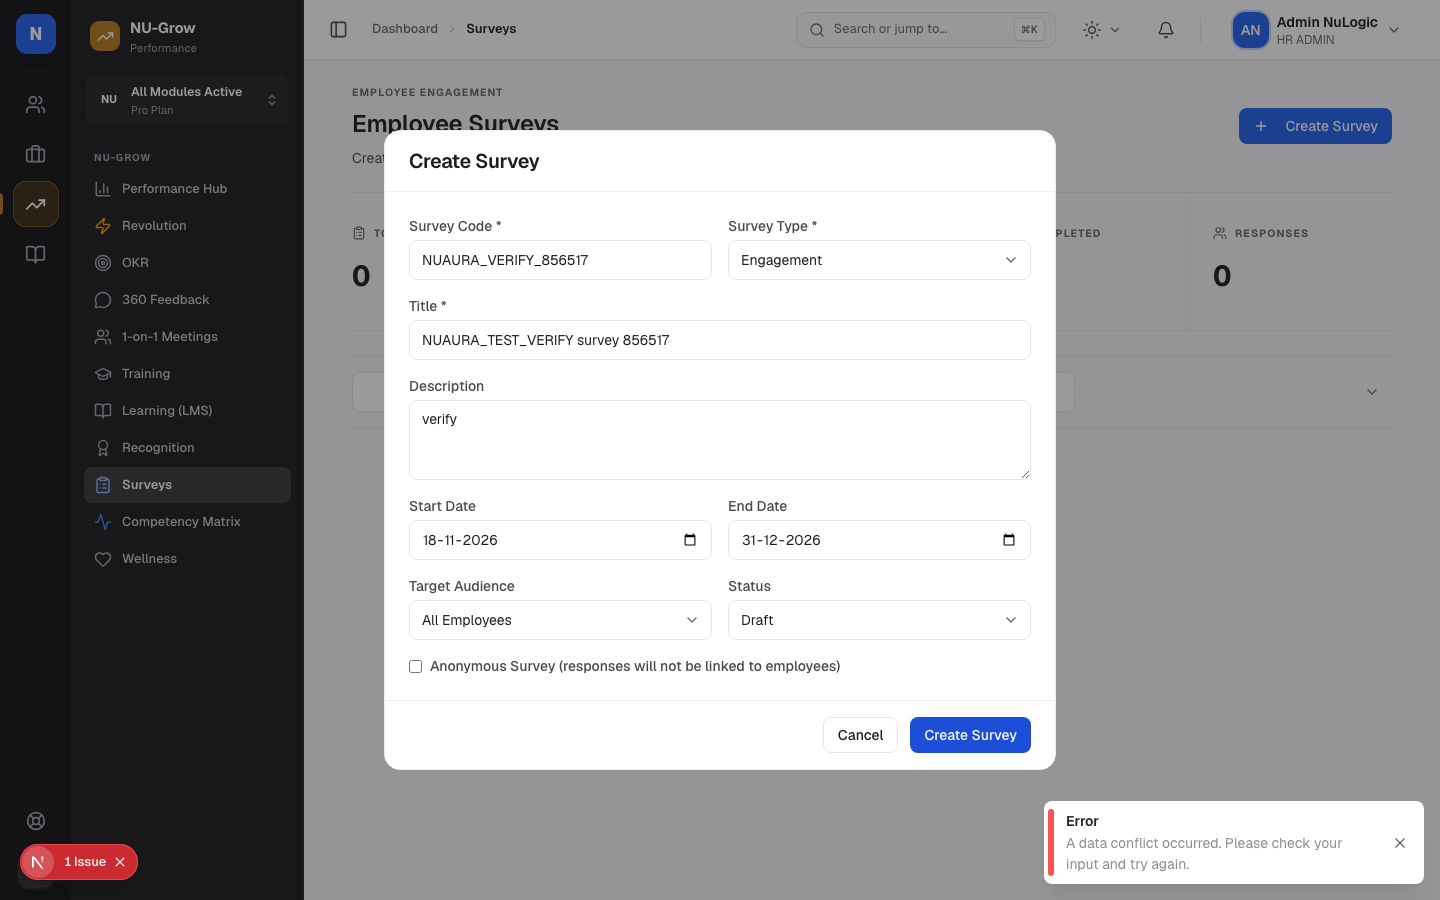 N
NU-Grow
Performance
NU
All Modules Active
Pro Plan
NU-GROW
Performance Hub
Revolution
OKR
360 Feedback
1-on-1 Meetings
Training
Learning (LMS)
Recognition
Surveys
Competency Matrix
Wellness
1 Issue
Dashboard
Surveys
Search or jump to...
⌘K
AN
Admin NuLogic
HR ADMIN
EMPLOYEE ENGAGEMENT
Employee Surveys
Create Survey
PLETED
RESPONSES
0
0
Create Survey
Survey Code *
Survey Type *
NUAURA_VERIFY_856517
Engagement
Title *
NUAURA_TEST_VERIFY survey 856517
Description
verify
Start Date
End Date
18-11-2026
31-12-2026
Target Audience
Status
All Employees
Draft
Anonymous Survey (responses will not be linked to employees)
Cancel
Create Survey
Error
A data conflict occurred. Please check your
input and try again.